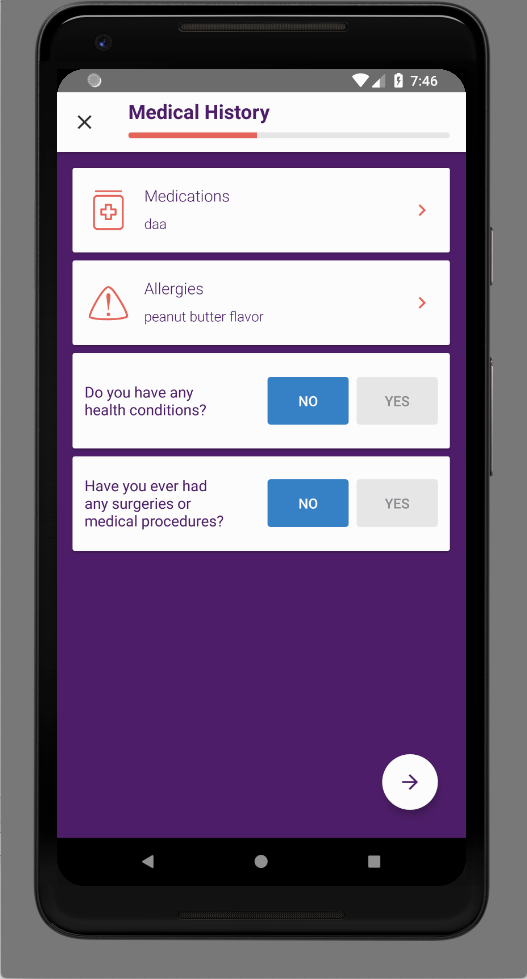 7:46
Medical History
Medications
daa
Allergies
peanut butter flavor
Do you have any
health conditions?
NO
YES
Have you ever had
any surgeries or
medical procedures?
NO
YES